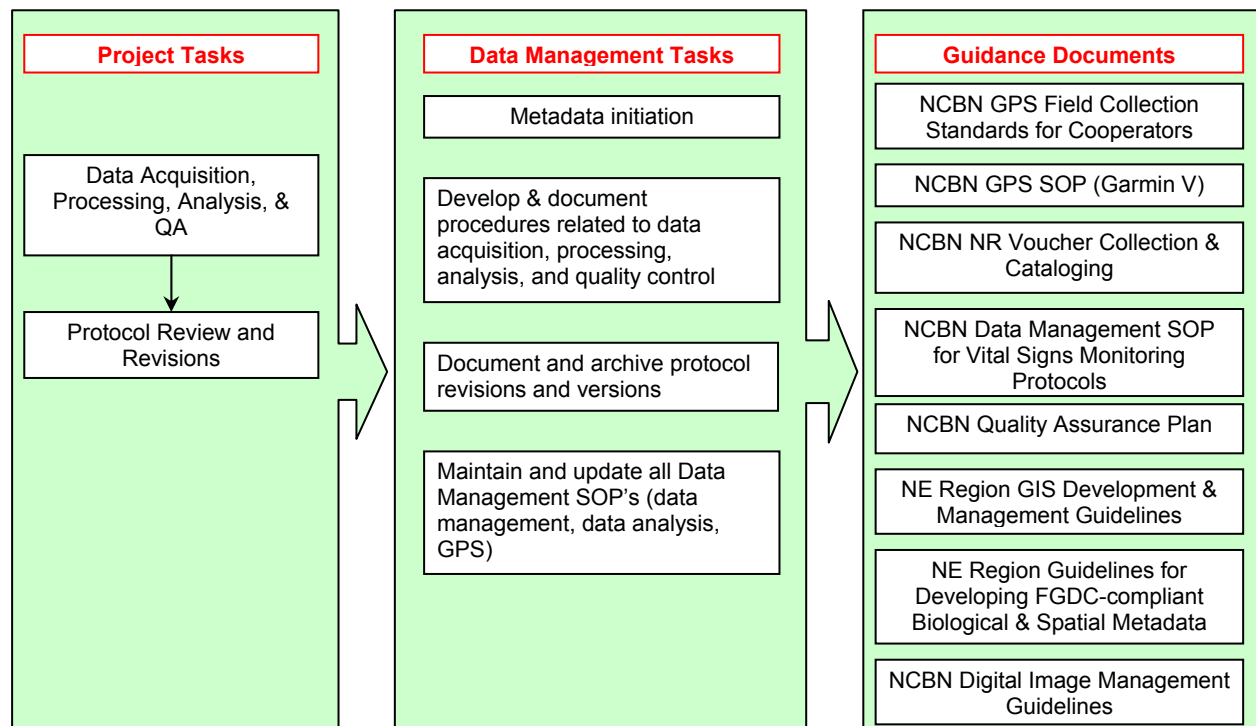 Project Tasks
Data Acquisition,
Processing, Analysis, &
QA
Protocol Review and
Revisions
Data Management Tasks
Metadata initiation
Develop & document
procedures related to data
acquisition, processing,
analysis, and quality control
Document and archive protocol
revisions and versions
Maintain and update all Data
Management SOP's (data
management, data analysis,
GPS)
Guidance Documents
NCBN GPS Field Collection
Standards for Cooperators
NCBN GPS SOP (Garmin V)
NCBN NR Voucher Collection &
Cataloging
NCBN Data Management SOP
for Vital Signs Monitoring
Protocols
NCBN Quality Assurance Plan
NE Region GIS Development &
Management Guidelines
NE Region Guidelines for
Developing FGDC-compliant
Biological & Spatial Metadata
NCBN Digital Image Management
Guidelines